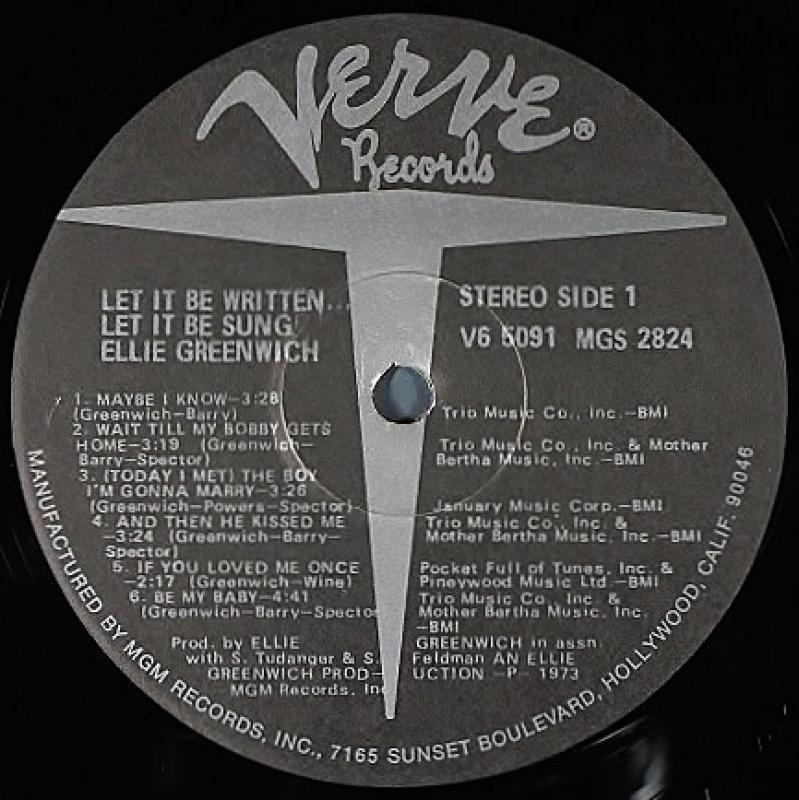 Verve®
Records
LET IT BE WRITTEN...
LET IT BE SUNG
ELLIE GREENWICH
STEREO SIDE 1
V6 5091 MGS 2824
1. MAYBE I KNOW—3:28
(Greenwich—Barry)
Trio Music Co., Inc.—BMI
2. WAIT TILL MY BOBBY GETS
HOME—3:19 (Greenwich—
Barry—Spector)
Trio Music Co., Inc. & Mother
Bertha Music, Inc.—BMI
3. (TODAY I MET) THE BOY
I'M GONNA MARRY—3:26
(Greenwich—Powers—Spector)
January Music Corp.—BMI
4. AND THEN HE KISSED ME
—3:24 (Greenwich—Barry—
Spector)
Trio Music Co., Inc. &
Mother Bertha Music, Inc.—BMI
5. IF YOU LOVED ME ONCE
—2:17 (Greenwich—Wine)
Pocket Full of Tunes, Inc. &
Pineywood Music Ltd.—BMI
6. BE MY BABY—4:41
(Greenwich—Barry—Spector
Trio Music Co., Inc. &
Mother Bertha Music, Inc.
—BMI
Prod. by ELLIE GREENWICH in assn.
with S. Tudanger & S. Feldman AN ELLIE
GREENWICH PROD— UCTION —P— 1973
MGM Records, Inc
MANUFACTURED BY MGM RECORDS, INC., 7165 SUNSET BOULEVARD, HOLLYWOOD, CALIF. 90046